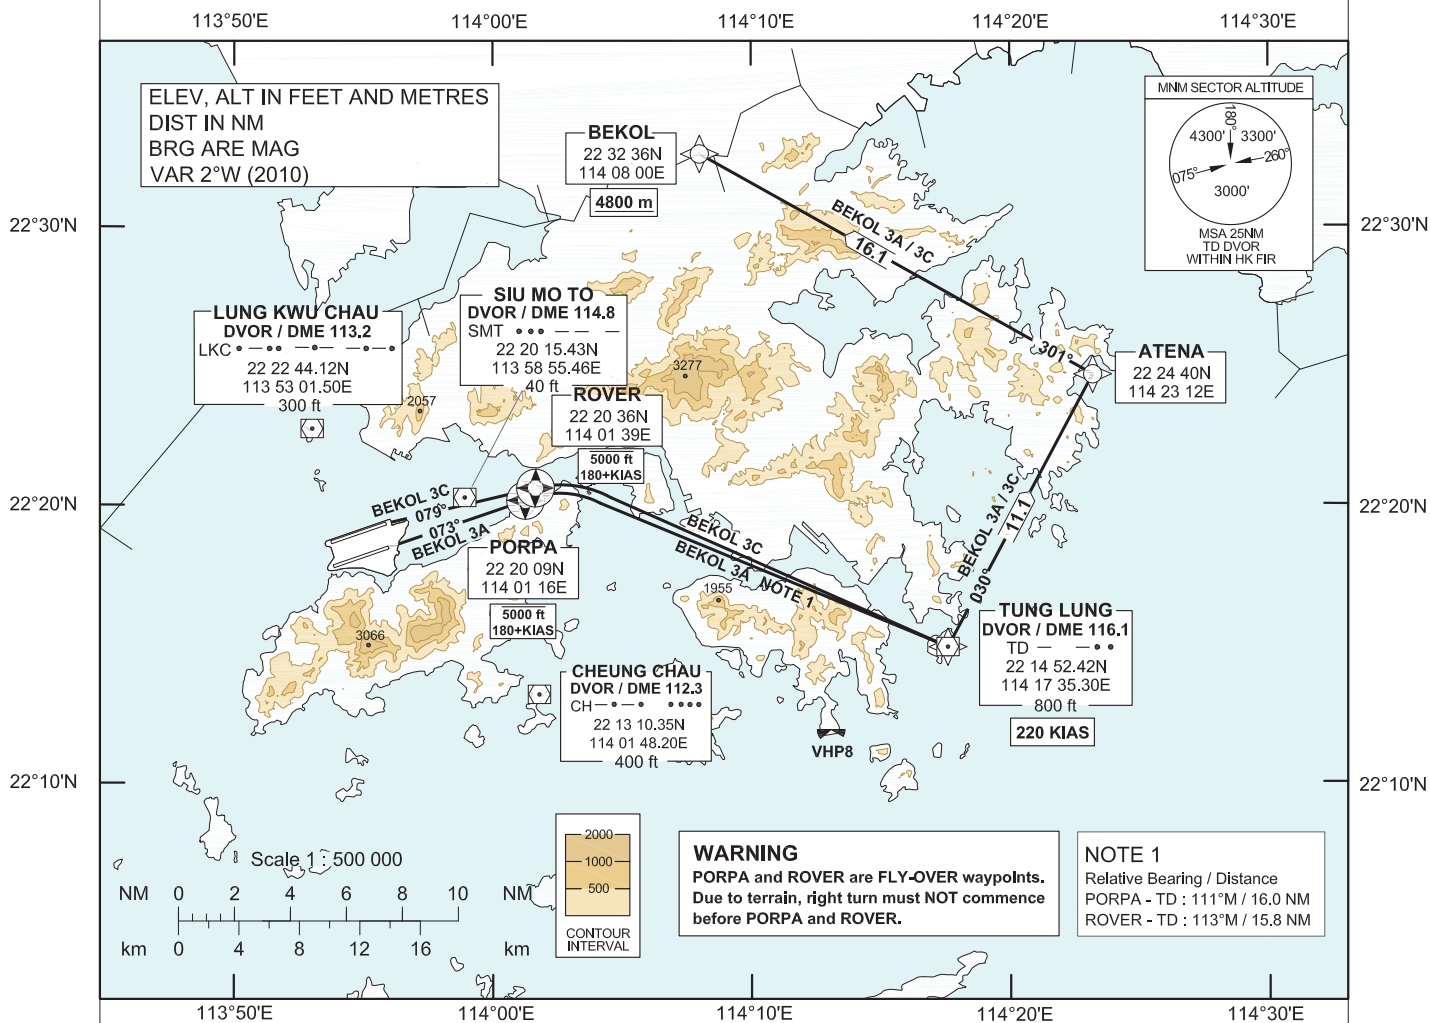 113°50'E
114°00'E
114°10'E
114°20'E
114°30'E
ELEV, ALT IN FEET AND METRES
DIST IN NM
BRG ARE MAG
VAR 2°W (2010)
MNM SECTOR ALTITUDE
180°
4300'
3300'
260°
075°
3000'
MSA 25NM
TD DVOR
WITHIN HK FIR
BEKOL
22 32 36N
114 08 00E
4800 m
22°30'N
22°30'N
BEKOL 3A / 3C
16.1
301°
SIU MO TO
DVOR / DME 114.8
SMT
22 20 15.43N
113 58 55.46E
40 ft
LUNG KWU CHAU
DVOR / DME 113.2
LKC
22 22 44.12N
113 53 01.50E
300 ft
ATENA
22 24 40N
114 23 12E
3277
2057
ROVER
22 20 36N
114 01 39E
5000 ft
180+KIAS
22°20'N
22°20'N
BEKOL 3C
079°
073°
BEKOL 3A
BEKOL 3C
BEKOL 3A NOTE 1
BEKOL 3A / 3C
11.1
030°
PORPA
22 20 09N
114 01 16E
5000 ft
180+KIAS
1955
3066
TUNG LUNG
DVOR / DME 116.1
TD
22 14 52.42N
114 17 35.30E
800 ft
220 KIAS
CHEUNG CHAU
DVOR / DME 112.3
CH
22 13 10.35N
114 01 48.20E
400 ft
VHP8
22°10'N
22°10'N
Scale 1 : 500 000
NM 0 2 4 6 8 10 NM
km 0 4 8 12 16 km
2000
1000
500
CONTOUR
INTERVAL
WARNING
PORPA and ROVER are FLY-OVER waypoints.
Due to terrain, right turn must NOT commence
before PORPA and ROVER.
NOTE 1
Relative Bearing / Distance
PORPA - TD : 111°M / 16.0 NM
ROVER - TD : 113°M / 15.8 NM
113°50'E
114°00'E
114°10'E
114°20'E
114°30'E